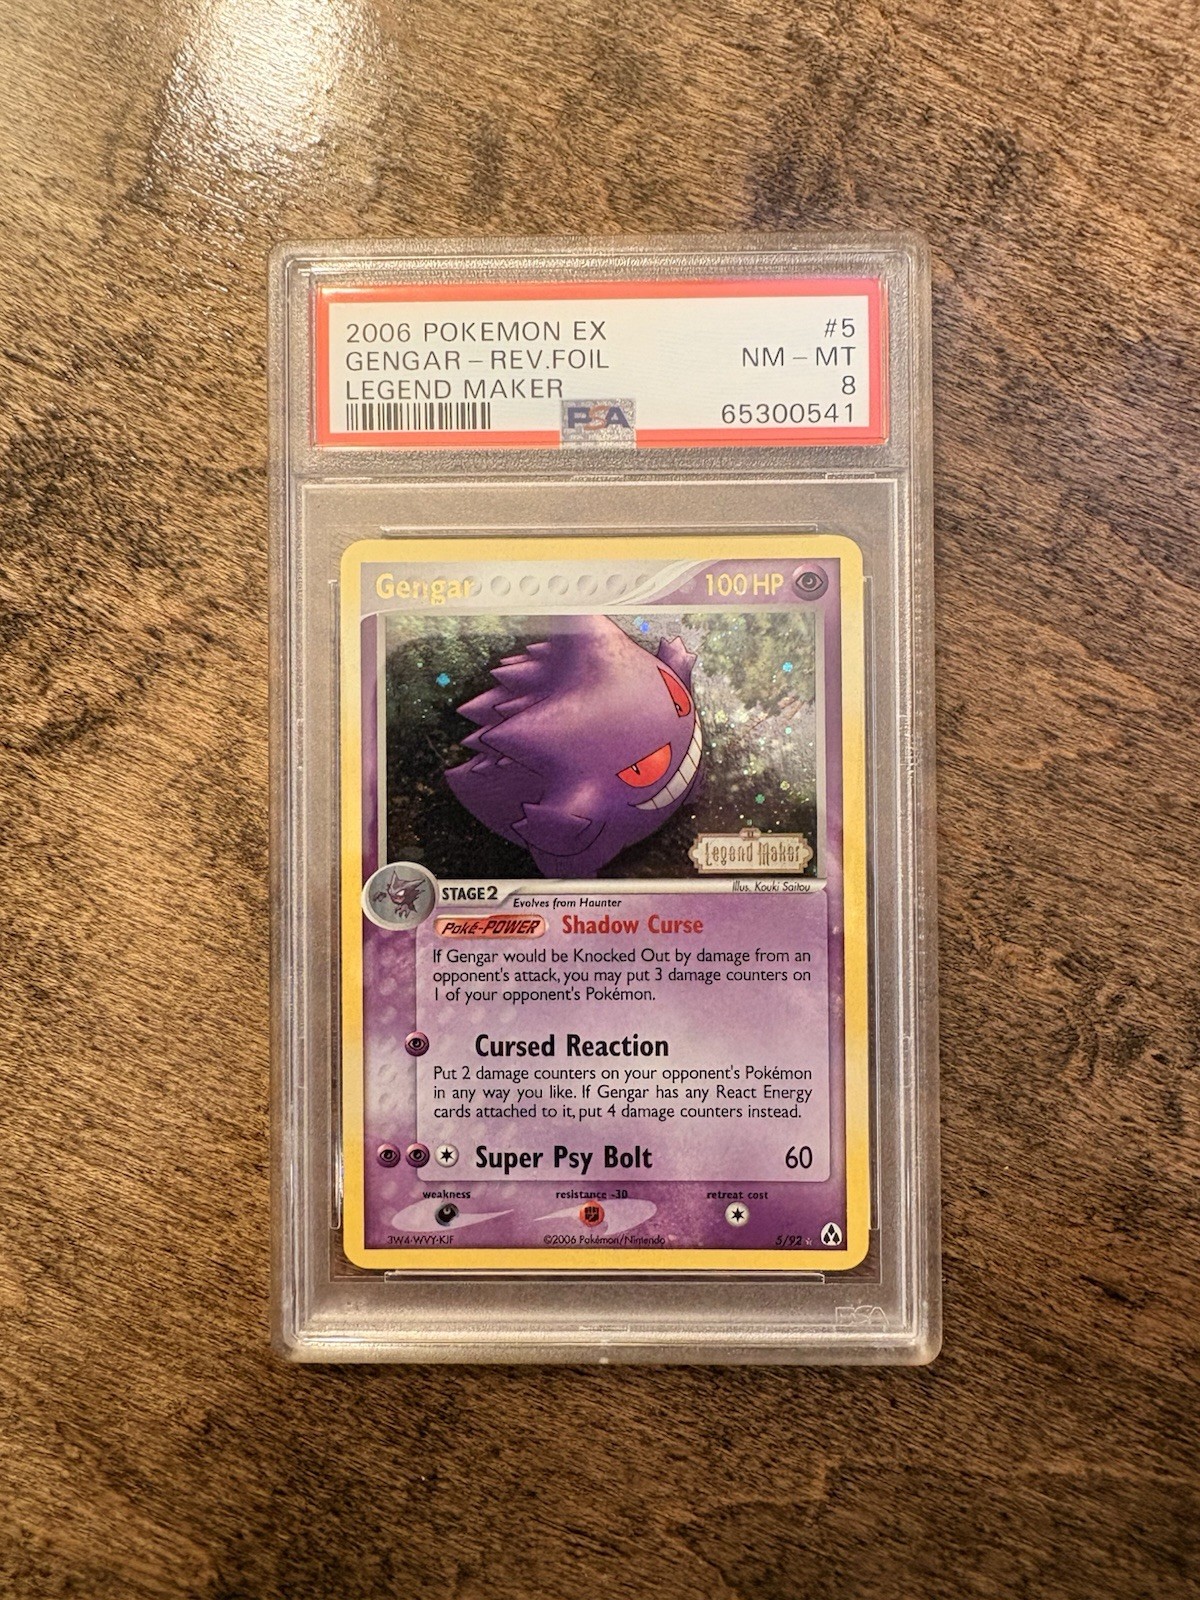 2006 POKEMON EX #5
GENGAR - REV.FOIL NM - MT
LEGEND MAKER 8
PSA 65300541
Gengar 100 HP
Legend Maker
Illus. Kouki Saitou
STAGE 2 Evolves from Haunter
Poké-POWER Shadow Curse
If Gengar would be Knocked Out by damage from an
opponent's attack, you may put 3 damage counters on
1 of your opponent's Pokémon.
Cursed Reaction
Put 2 damage counters on your opponent's Pokémon
in any way you like. If Gengar has any React Energy
cards attached to it, put 4 damage counters instead.
Super Psy Bolt 60
weakness resistance -30 retreat cost
3W4-WVY-KJF ©2006 Pokémon/Nintendo 5/92
PSA